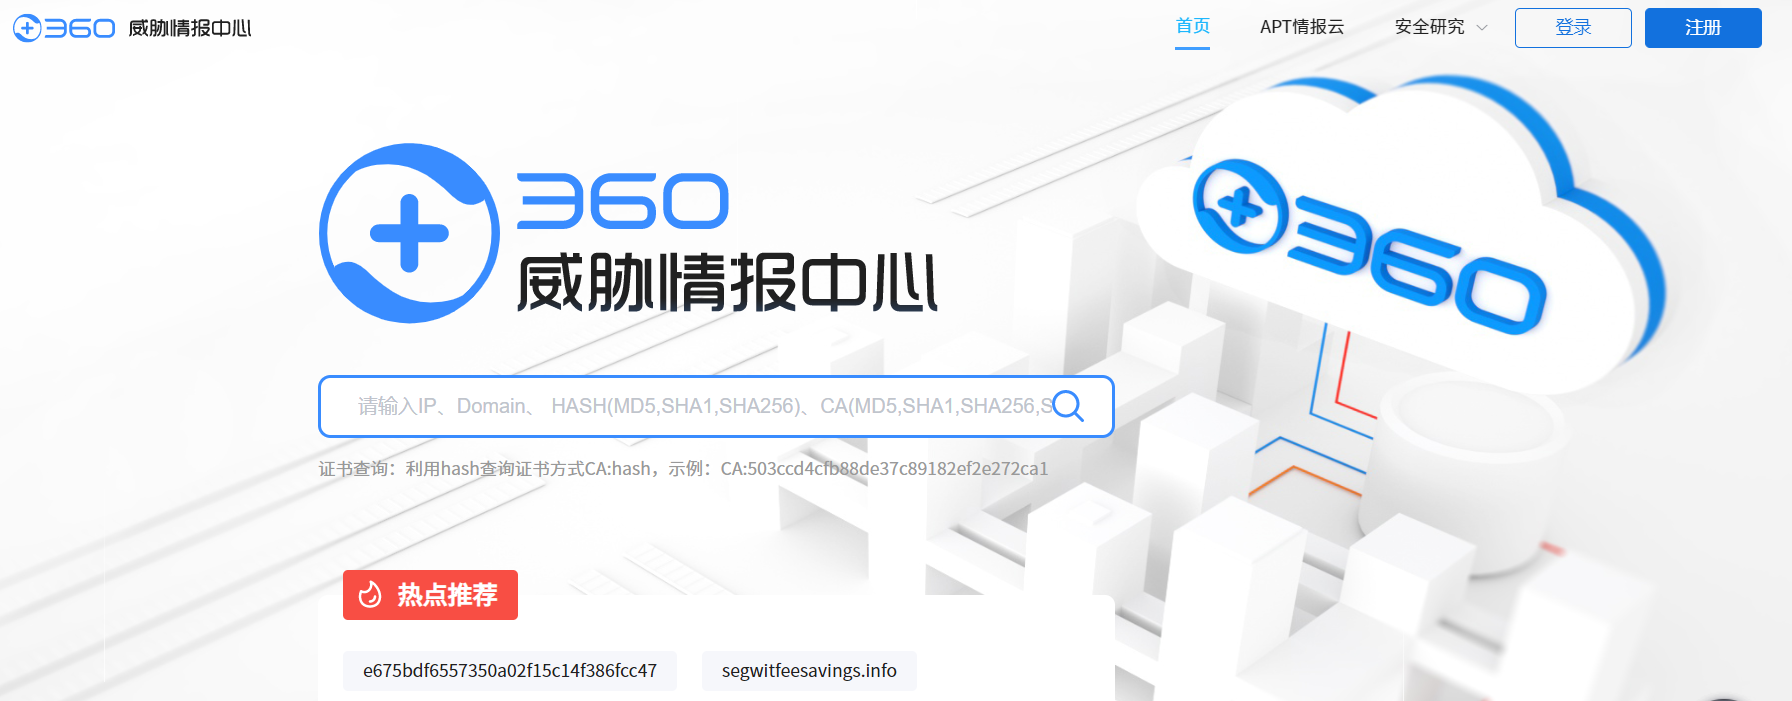 360 威胁情报中心
首页
APT情报云
安全研究
登录
注册
360
威胁情报中心
360
请输入IP、Domain、 HASH(MD5,SHA1,SHA256)、CA(MD5,SHA1,SHA256,S
证书查询：利用hash查询证书方式CA:hash，示例：CA:503ccd4cfb88de37c89182ef2e272ca1
热点推荐
e675bdf6557350a02f15c14f386fcc47
segwitfeesavings.info